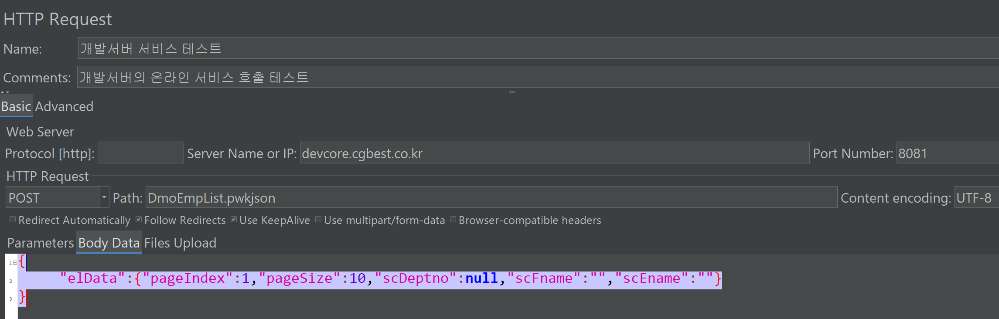 HTTP Request
Name: 개발서버 서비스 테스트
Comments: 개발서버의 온라인 서비스 호출 테스트
Basic Advanced
Web Server
Protocol [http]: Server Name or IP: devcore.cgbest.co.kr Port Number: 8081
HTTP Request
POST Path: DmoEmpList.pwkjson Content encoding: UTF-8
Redirect Automatically Follow Redirects Use KeepAlive Use multipart/form-data Browser-compatible headers
Parameters Body Data Files Upload
1 {
2 "elData":{"pageIndex":1,"pageSize":10,"scDeptno":null,"scFname":"","scEname":""}
3 }